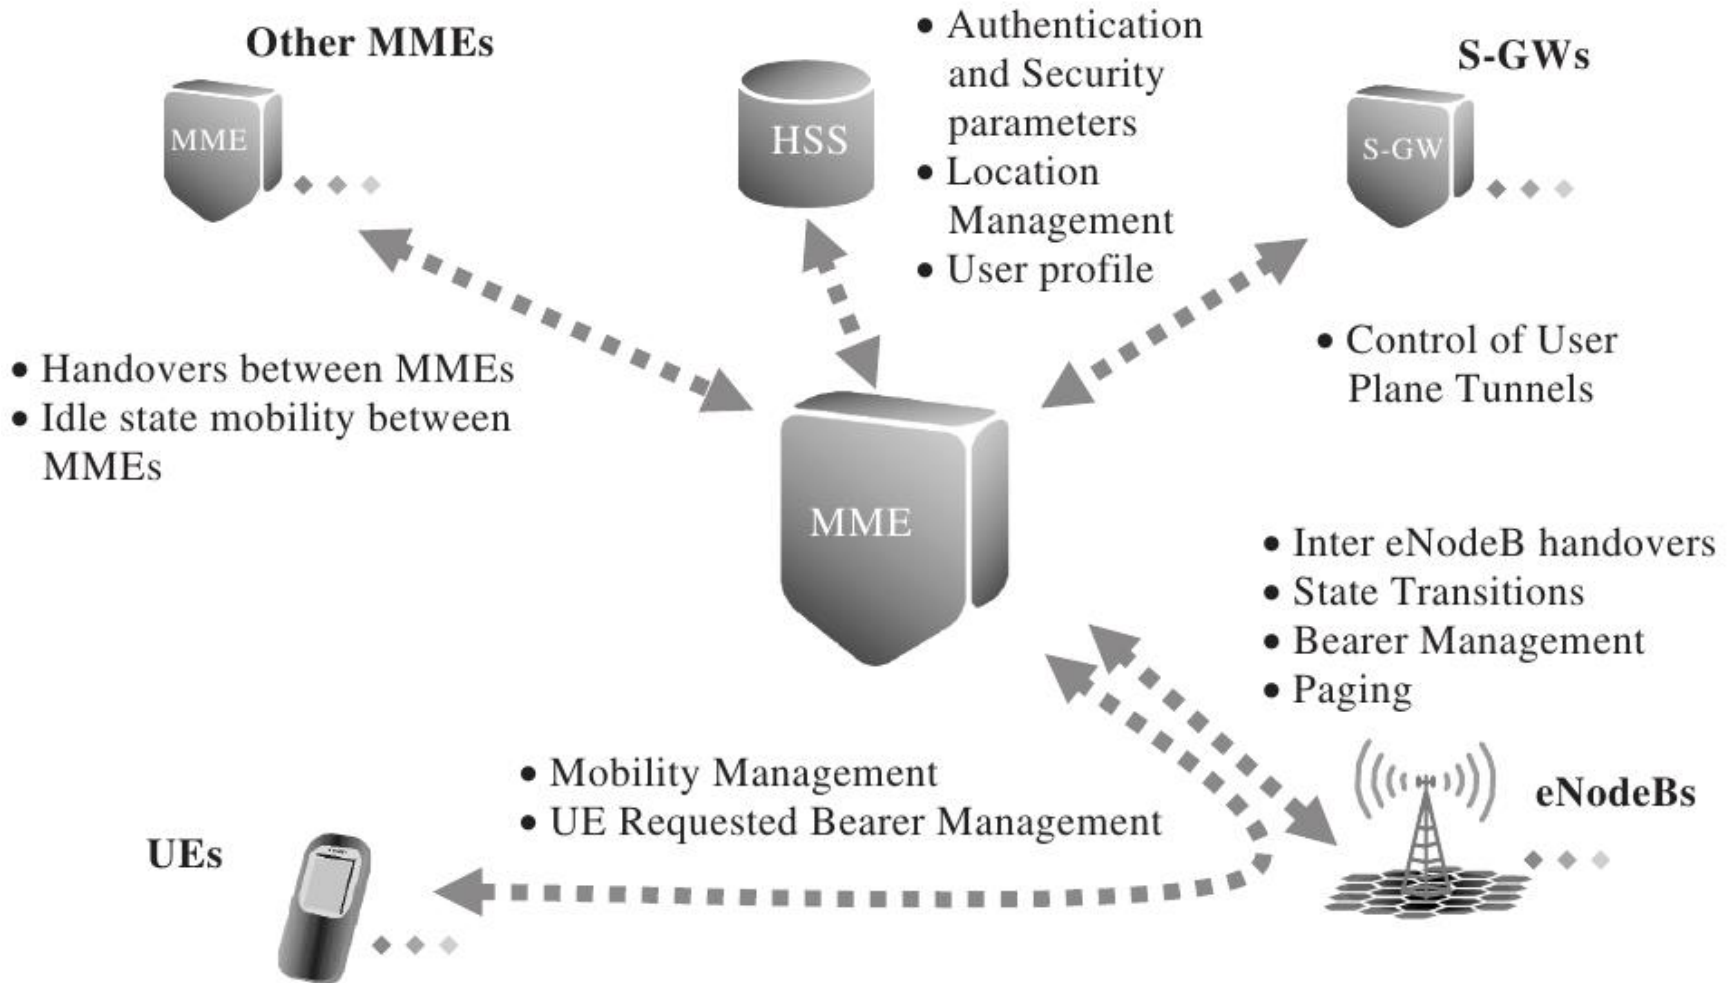 Other MMEs
MME
HSS
• Authentication
and Security
parameters
• Location
Management
• User profile
S-GWs
S-GW
• Handovers between MMEs
• Idle state mobility between
MMEs
• Control of User
Plane Tunnels
MME
• Inter eNodeB handovers
• State Transitions
• Bearer Management
• Paging
• Mobility Management
• UE Requested Bearer Management
UEs
eNodeBs